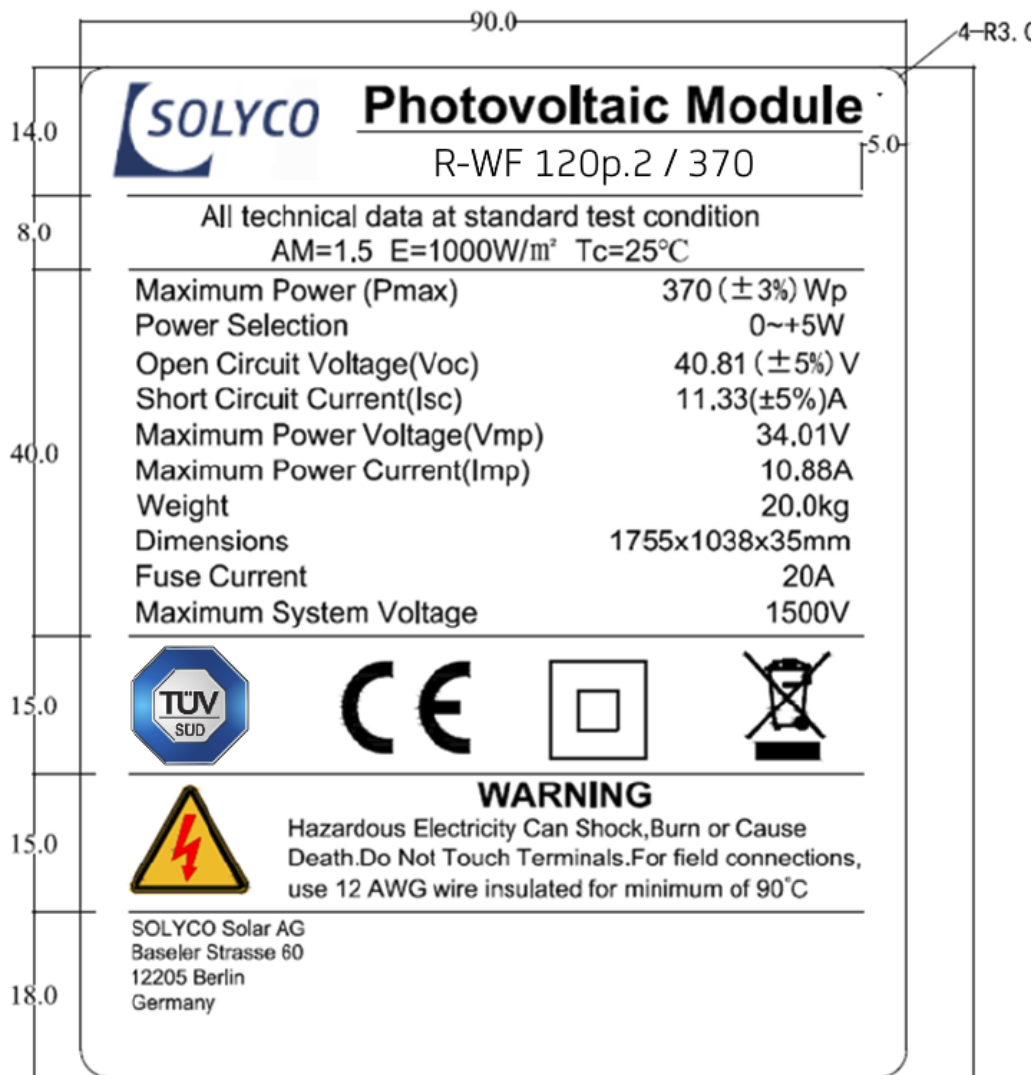 90.0
4-R3.0
SOLYCO
Photovoltaic Module
14.0
5.0
R-WF 120p.2 / 370
8.0
All technical data at standard test condition
AM=1.5 E=1000W/m² Tc=25℃
Maximum Power (Pmax) 370(±3%)Wp
Power Selection 0~+5W
Open Circuit Voltage(Voc) 40.81(±5%)V
Short Circuit Current(Isc) 11.33(±5%)A
Maximum Power Voltage(Vmp) 34.01V
40.0
Maximum Power Current(Imp) 10.88A
Weight 20.0kg
Dimensions 1755x1038x35mm
Fuse Current 20A
Maximum System Voltage 1500V
15.0
TÜV
SÜD
CE
WARNING
15.0
Hazardous Electricity Can Shock,Burn or Cause
Death.Do Not Touch Terminals.For field connections,
use 12 AWG wire insulated for minimum of 90°C
SOLYCO Solar AG
Baseler Strasse 60
12205 Berlin
18.0
Germany